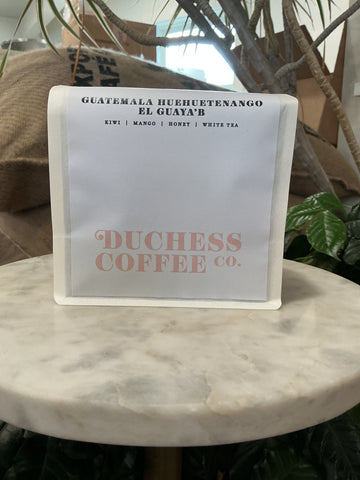 GUATEMALA HUEHUETENANGO
EL GUAYA'B
KIWI | MANGO | HONEY | WHITE TEA
DUCHESS
COFFEE CO.